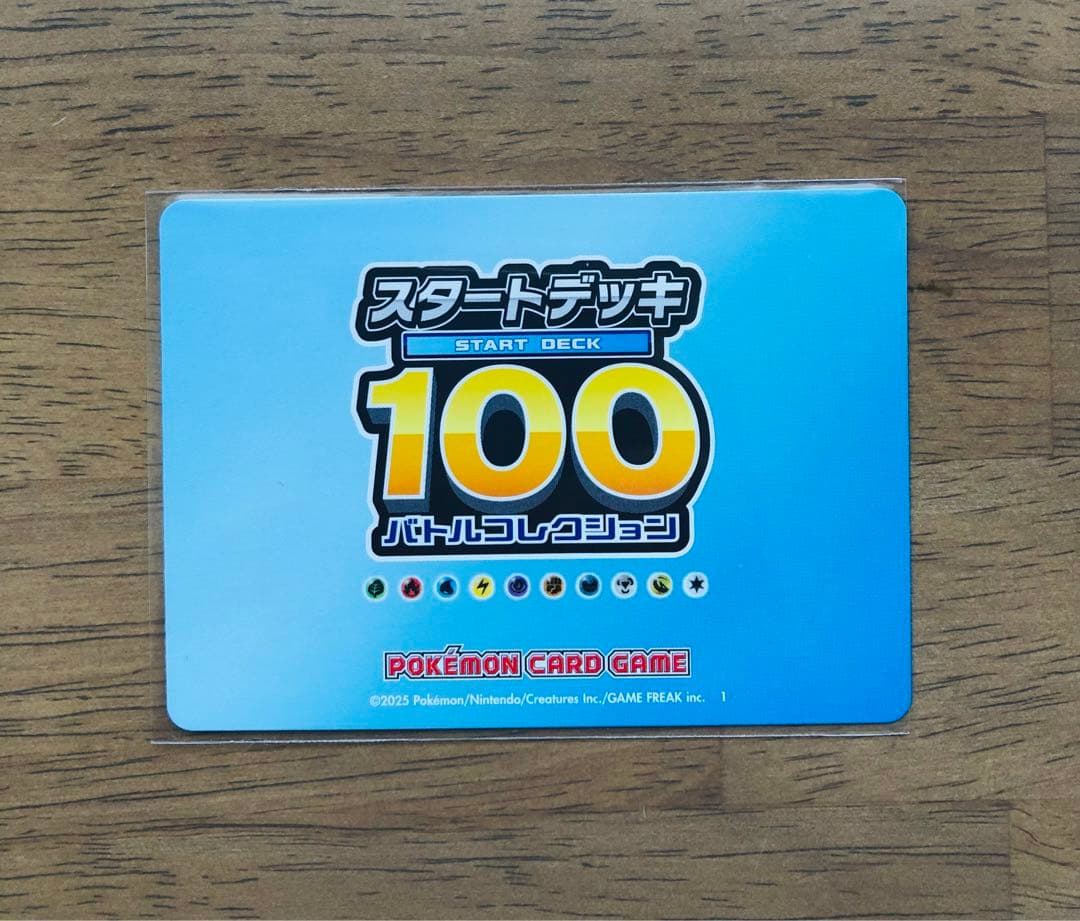 スタートデッキ
START DECK
100
バトルコレクション
POKÉMON CARD GAME
©2025 Pokémon/Nintendo/Creatures Inc./GAME FREAK inc. 1